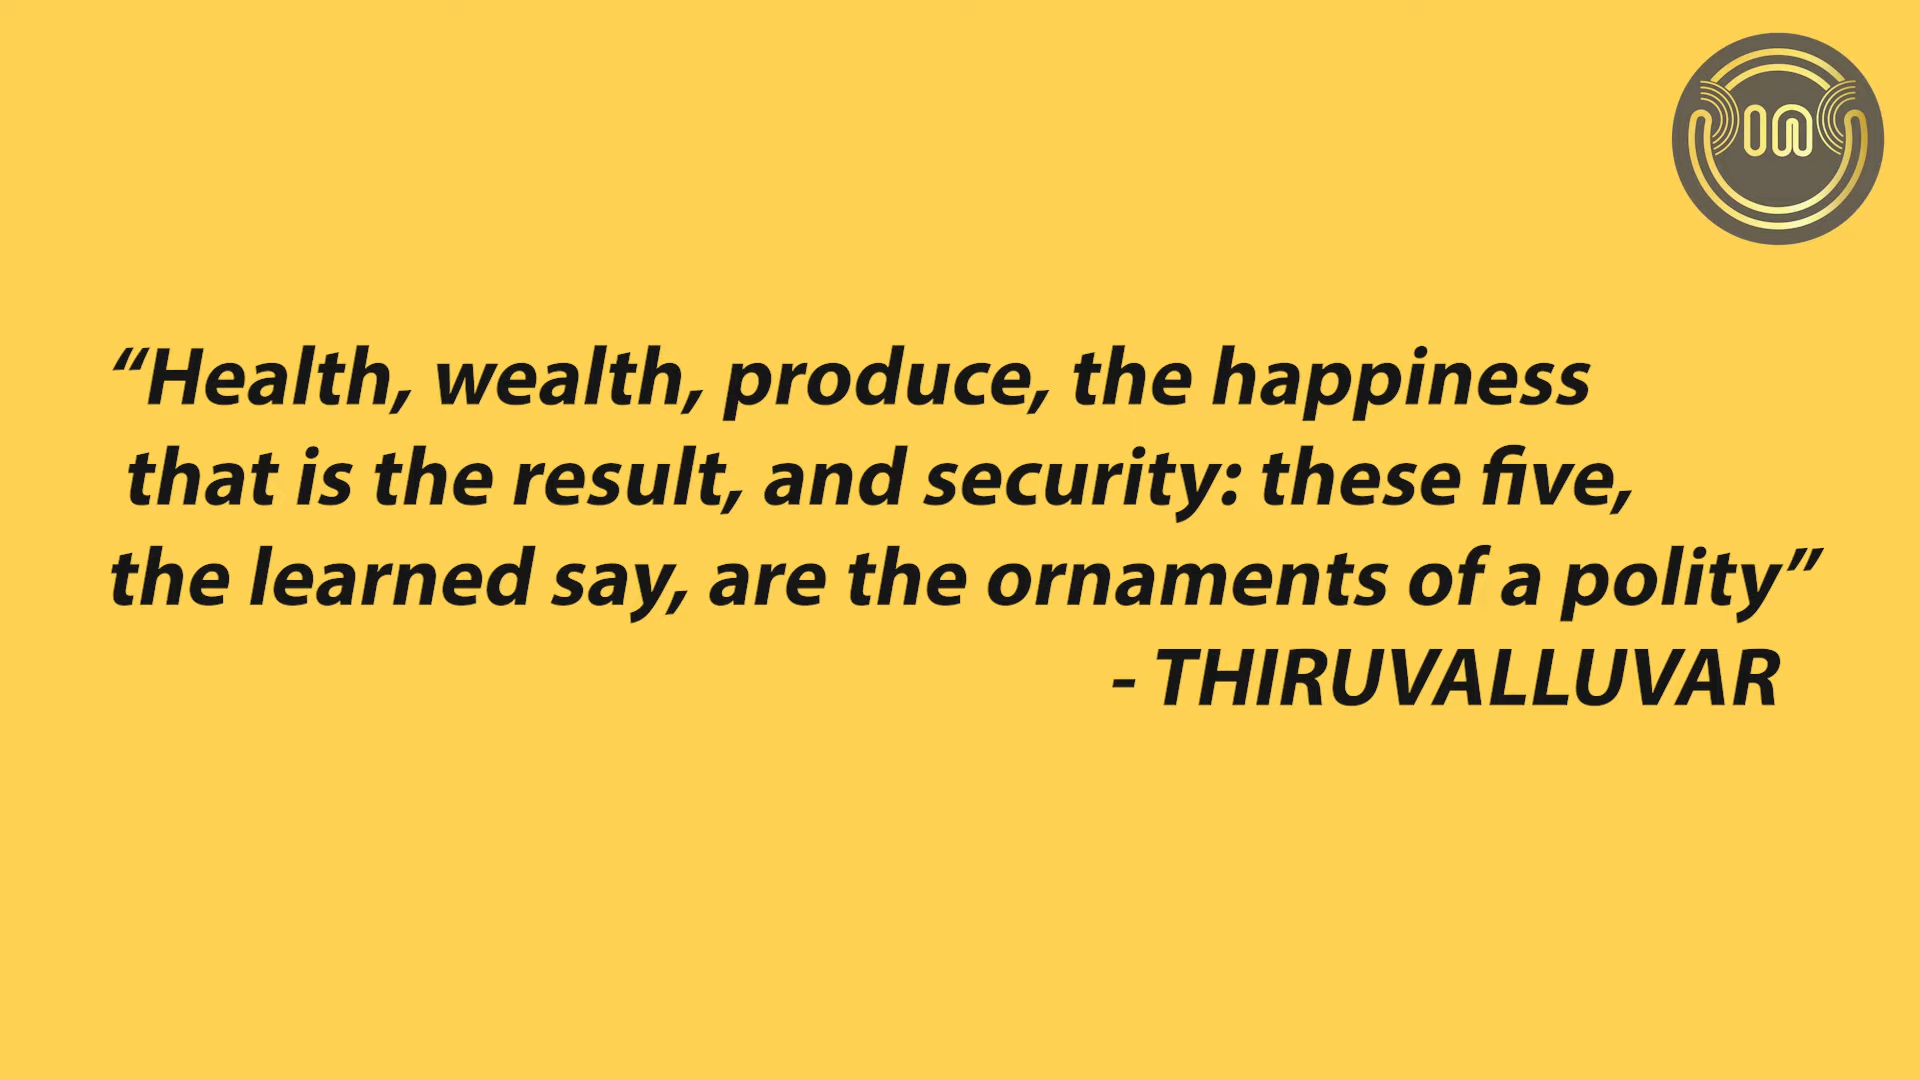 “Health, wealth, produce, the happiness
that is the result, and security: these five,
the learned say, are the ornaments of a polity”
- THIRUVALLUVAR